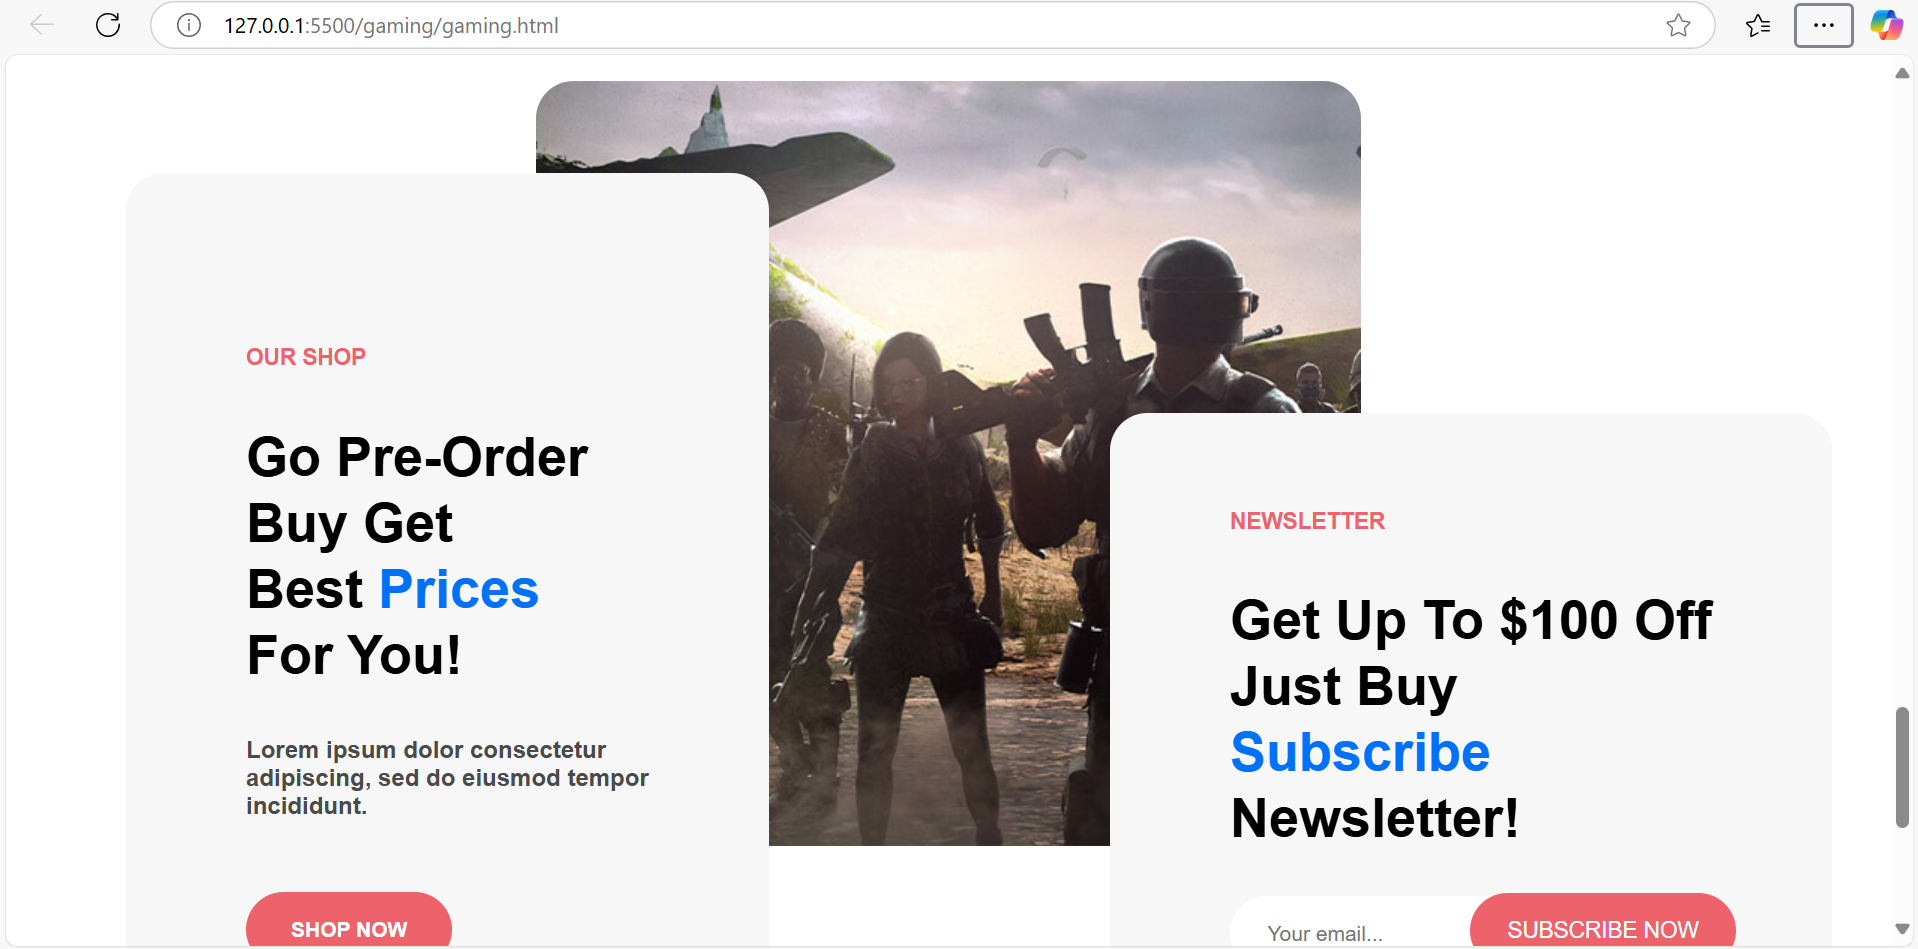 127.0.0.1:5500/gaming/gaming.html
OUR SHOP
Go Pre-Order
Buy Get
Best Prices
For You!
Lorem ipsum dolor consectetur
adipiscing, sed do eiusmod tempor
incididunt.
SHOP NOW
NEWSLETTER
Get Up To $100 Off
Just Buy
Subscribe
Newsletter!
Your email...
SUBSCRIBE NOW